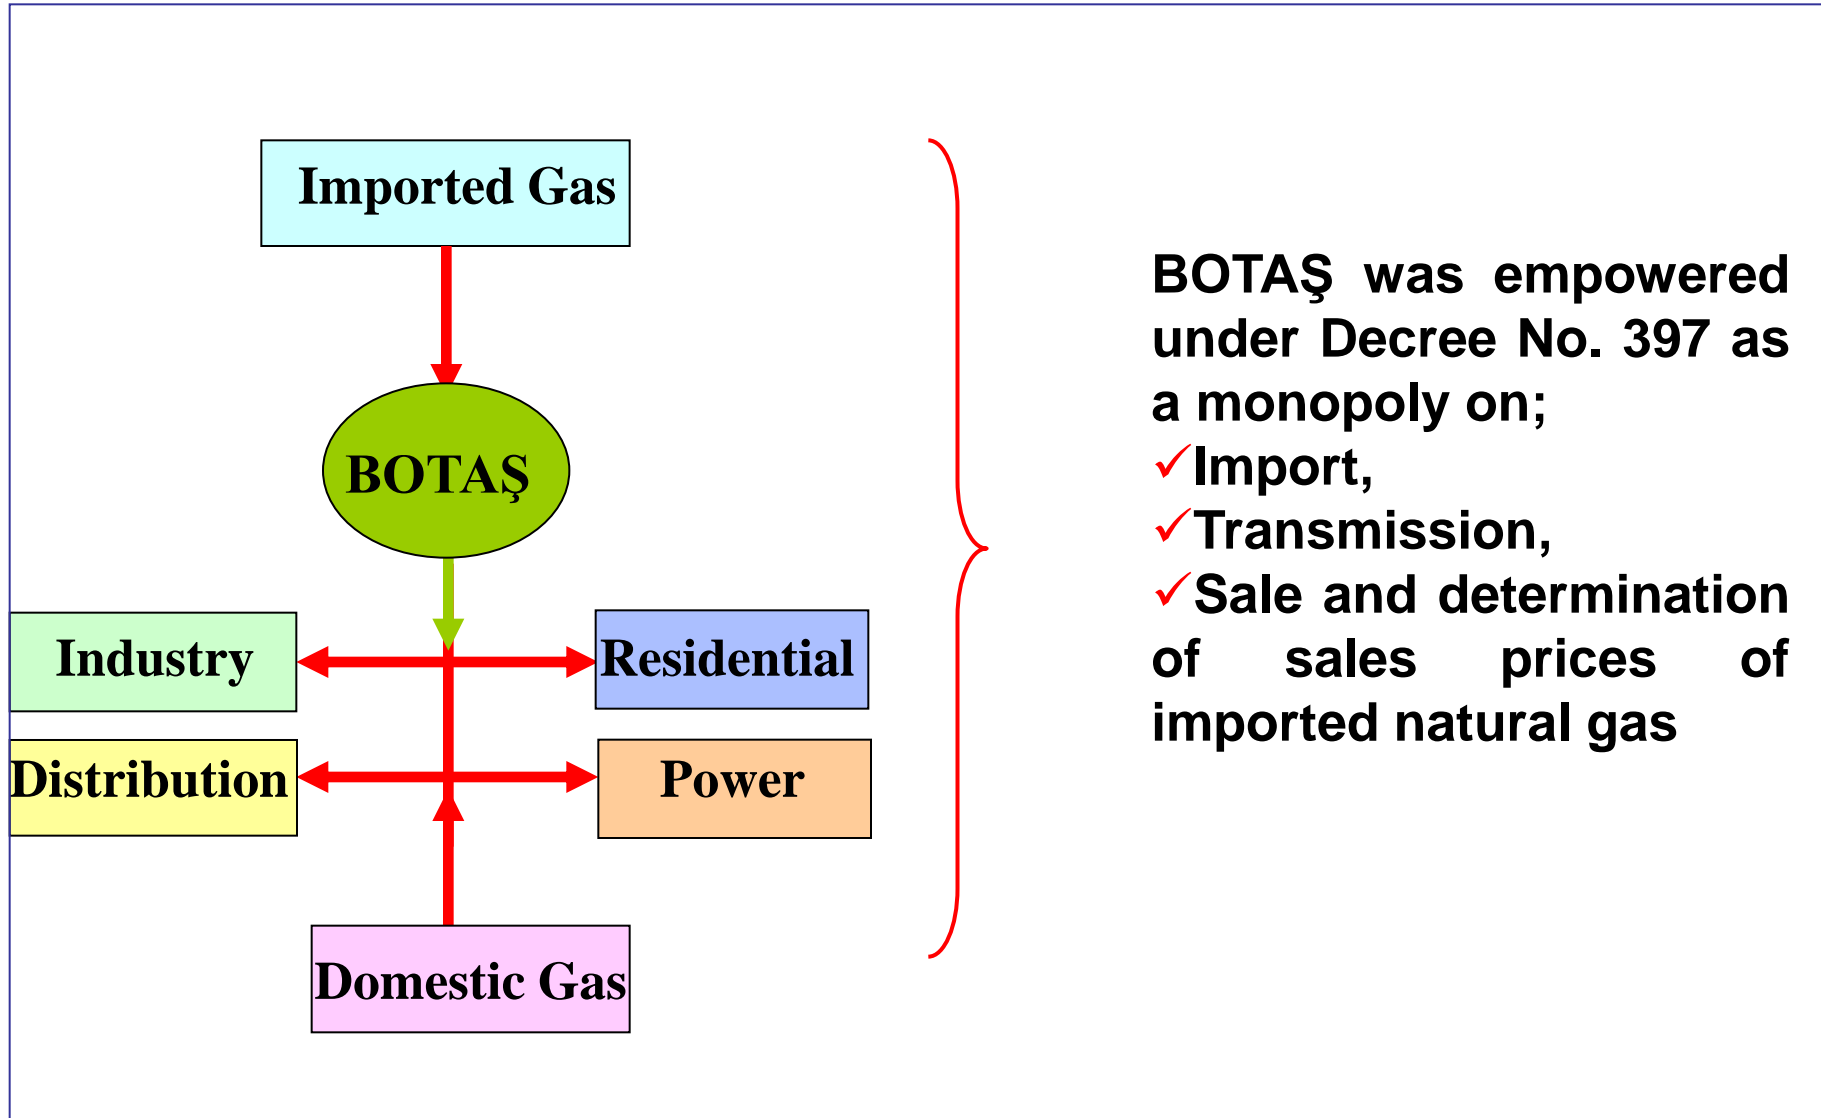 Imported Gas
BOTAŞ
Industry
Residential
Distribution
Power
Domestic Gas
BOTAŞ was empowered
under Decree No. 397 as
a monopoly on;
✓Import,
✓Transmission,
✓Sale and determination
of sales prices of
imported natural gas